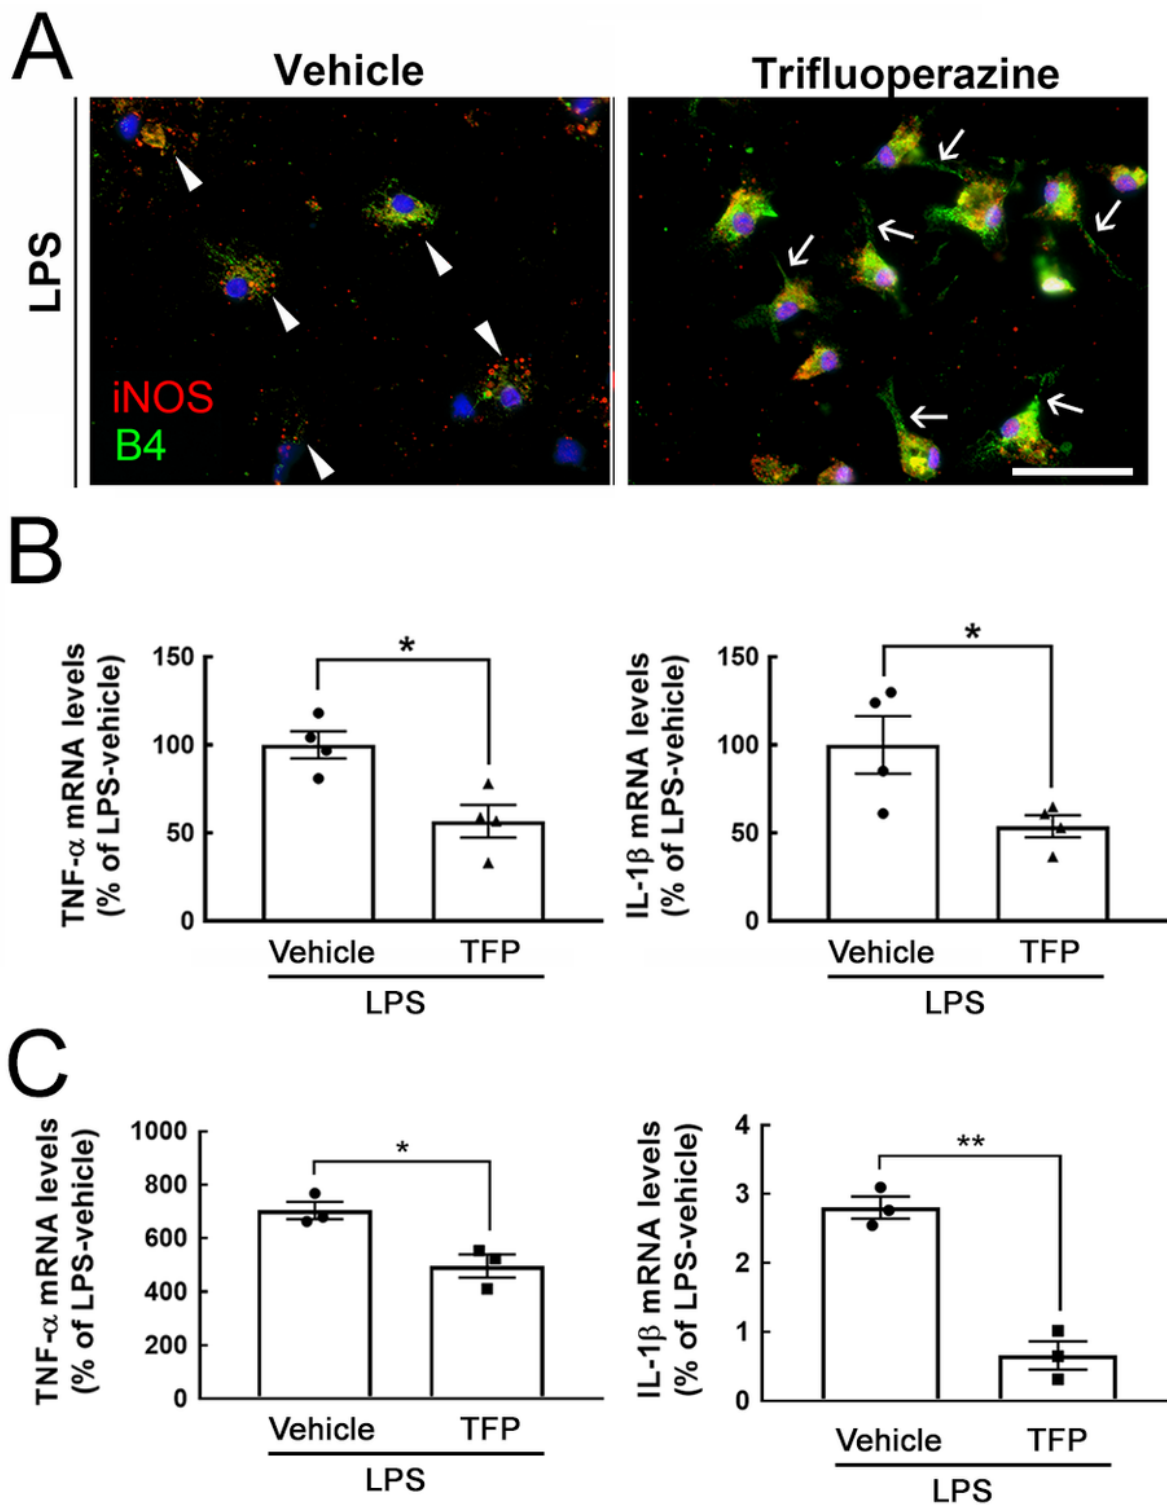 A
Vehicle
Trifluoperazine
LPS
iNOS
B4
B
TNF-α mRNA levels
(% of LPS-vehicle)
150
100
50
0
*
Vehicle
TFP
LPS
IL-1β mRNA levels
(% of LPS-vehicle)
150
100
50
0
*
Vehicle
TFP
LPS
C
TNF-α mRNA levels
(% of LPS-vehicle)
1000
800
600
400
200
0
*
Vehicle
TFP
LPS
IL-1β mRNA levels
(% of LPS-vehicle)
4
3
2
1
0
**
Vehicle
TFP
LPS